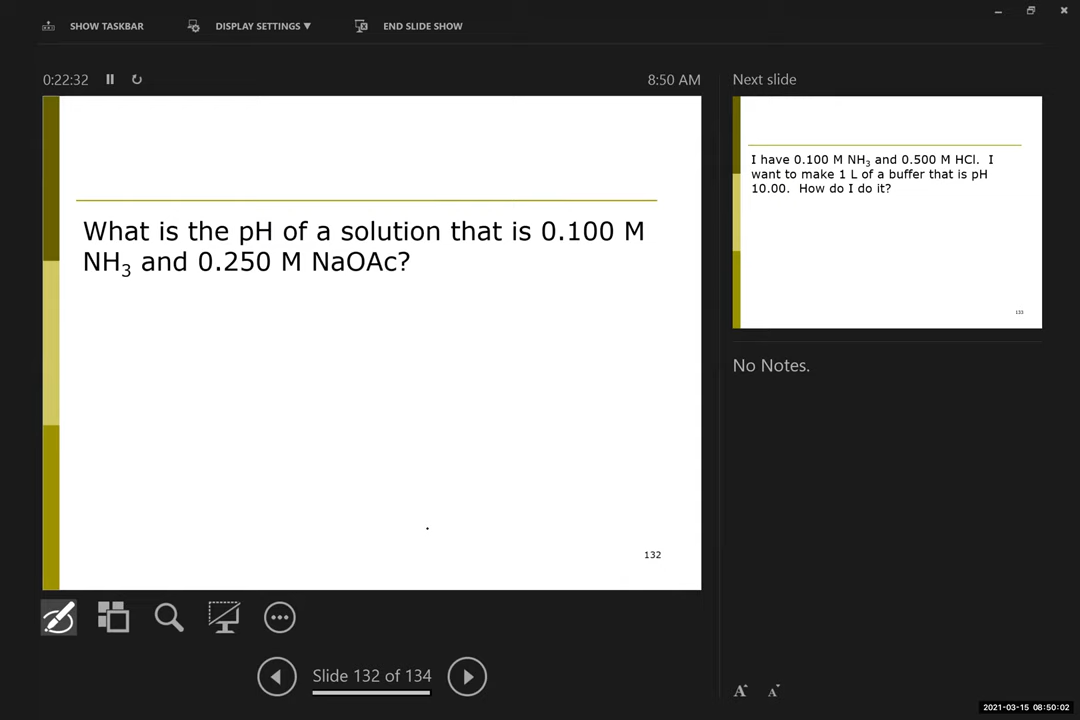 SHOW TASKBAR
DISPLAY SETTINGS ▼
END SLIDE SHOW
0:22:32
8:50 AM
Next slide
What is the pH of a solution that is 0.100 M
NH₃ and 0.250 M NaOAc?
132
I have 0.100 M NH₃ and 0.500 M HCl. I
want to make 1 L of a buffer that is pH
10.00. How do I do it?
133
No Notes.
Slide 132 of 134
A A
2021-03-15 08:50:02